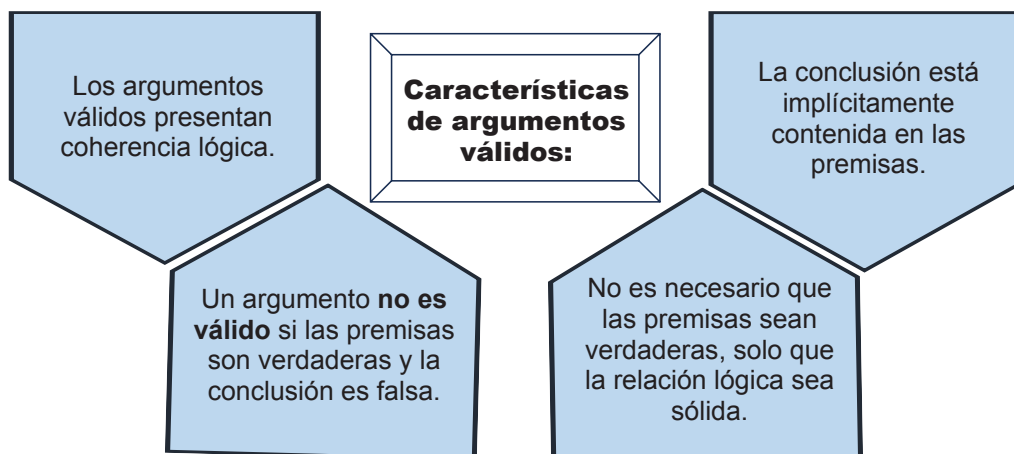 Características
de argumentos
válidos:
Los argumentos
válidos presentan
coherencia lógica.
Un argumento no es
válido si las premisas
son verdaderas y la
conclusión es falsa.
No es necesario que
las premisas sean
verdaderas, solo que
la relación lógica sea
sólida.
La conclusión está
implícitamente
contenida en las
premisas.